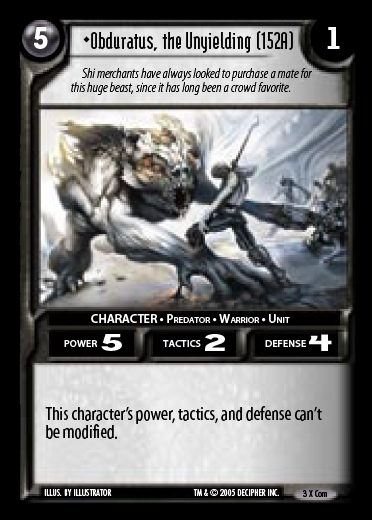 5 •Obduratus, the Unyielding (152A) 1
Shi merchants have always looked to purchase a mate for
this huge beast, since it has long been a crowd favorite.
CHARACTER • PREDATOR • WARRIOR • UNIT
POWER 5 TACTICS 2 DEFENSE 4
This character's power, tactics, and defense can't
be modified.
ILLUS. BY ILLUSTRATOR TM & © 2005 DECIPHER INC. 3 X Com